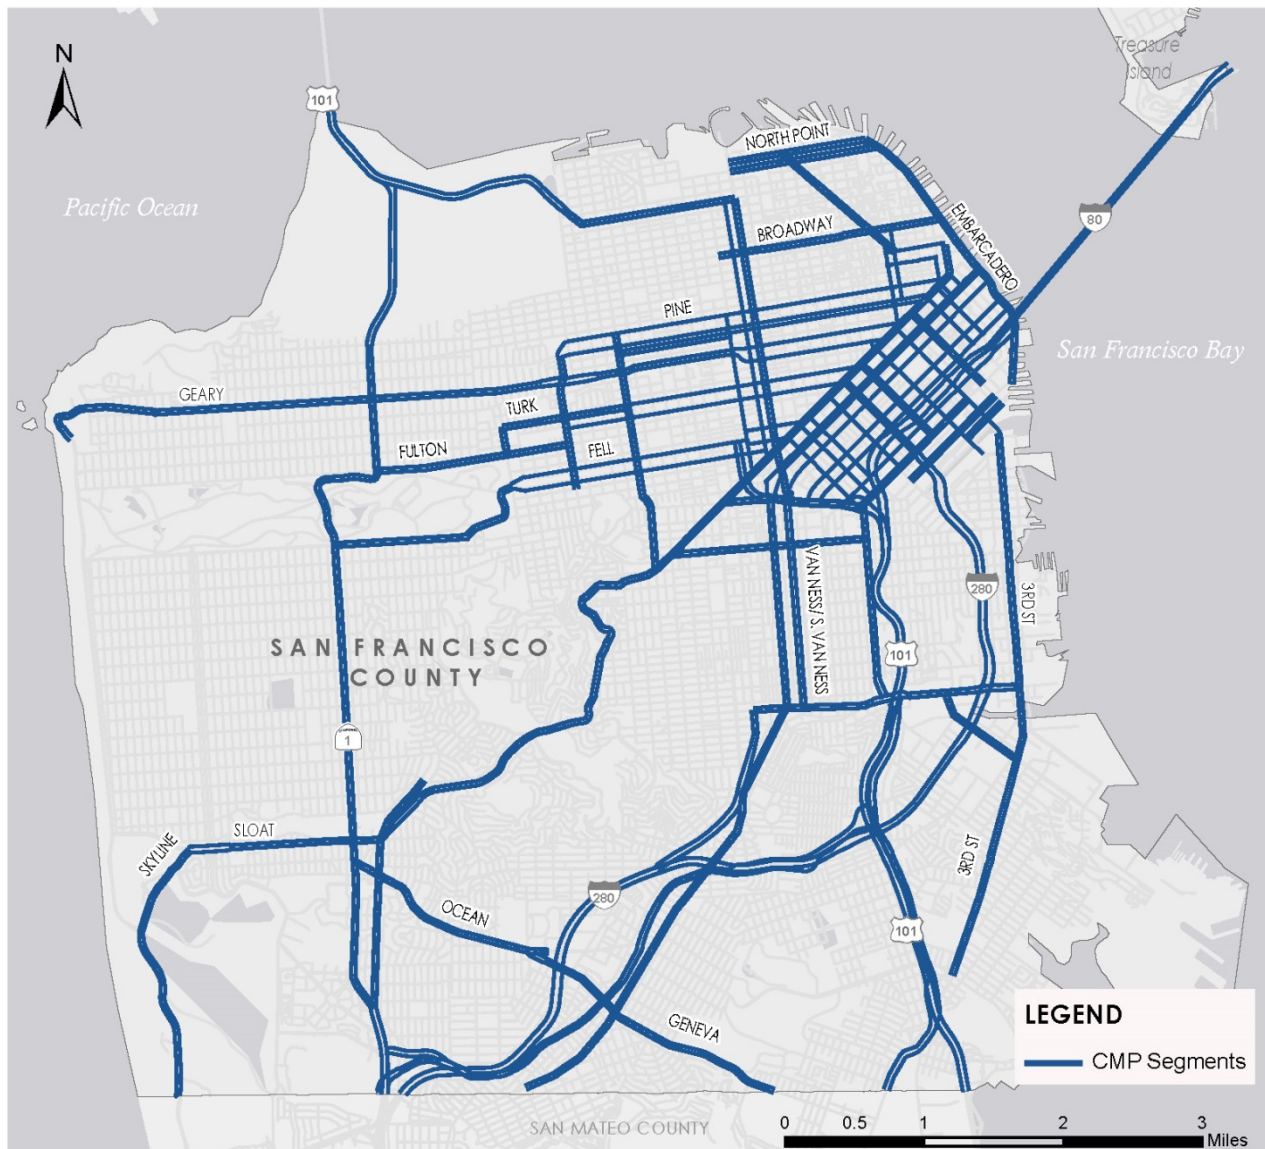 N
Treasure
Island
101
NORTH POINT
Pacific Ocean
EMBARCADERO
80
BROADWAY
PINE
San Francisco Bay
GEARY
TURK
FULTON
FELL
280
3RD ST
VAN NESS/ S. VAN NESS
SAN FRANCISCO
COUNTY
101
1
SLOAT
SKYLINE
3RD ST
280
OCEAN
101
GENEVA
LEGEND
CMP Segments
SAN MATEO COUNTY
0 0.5 1 2 3
Miles